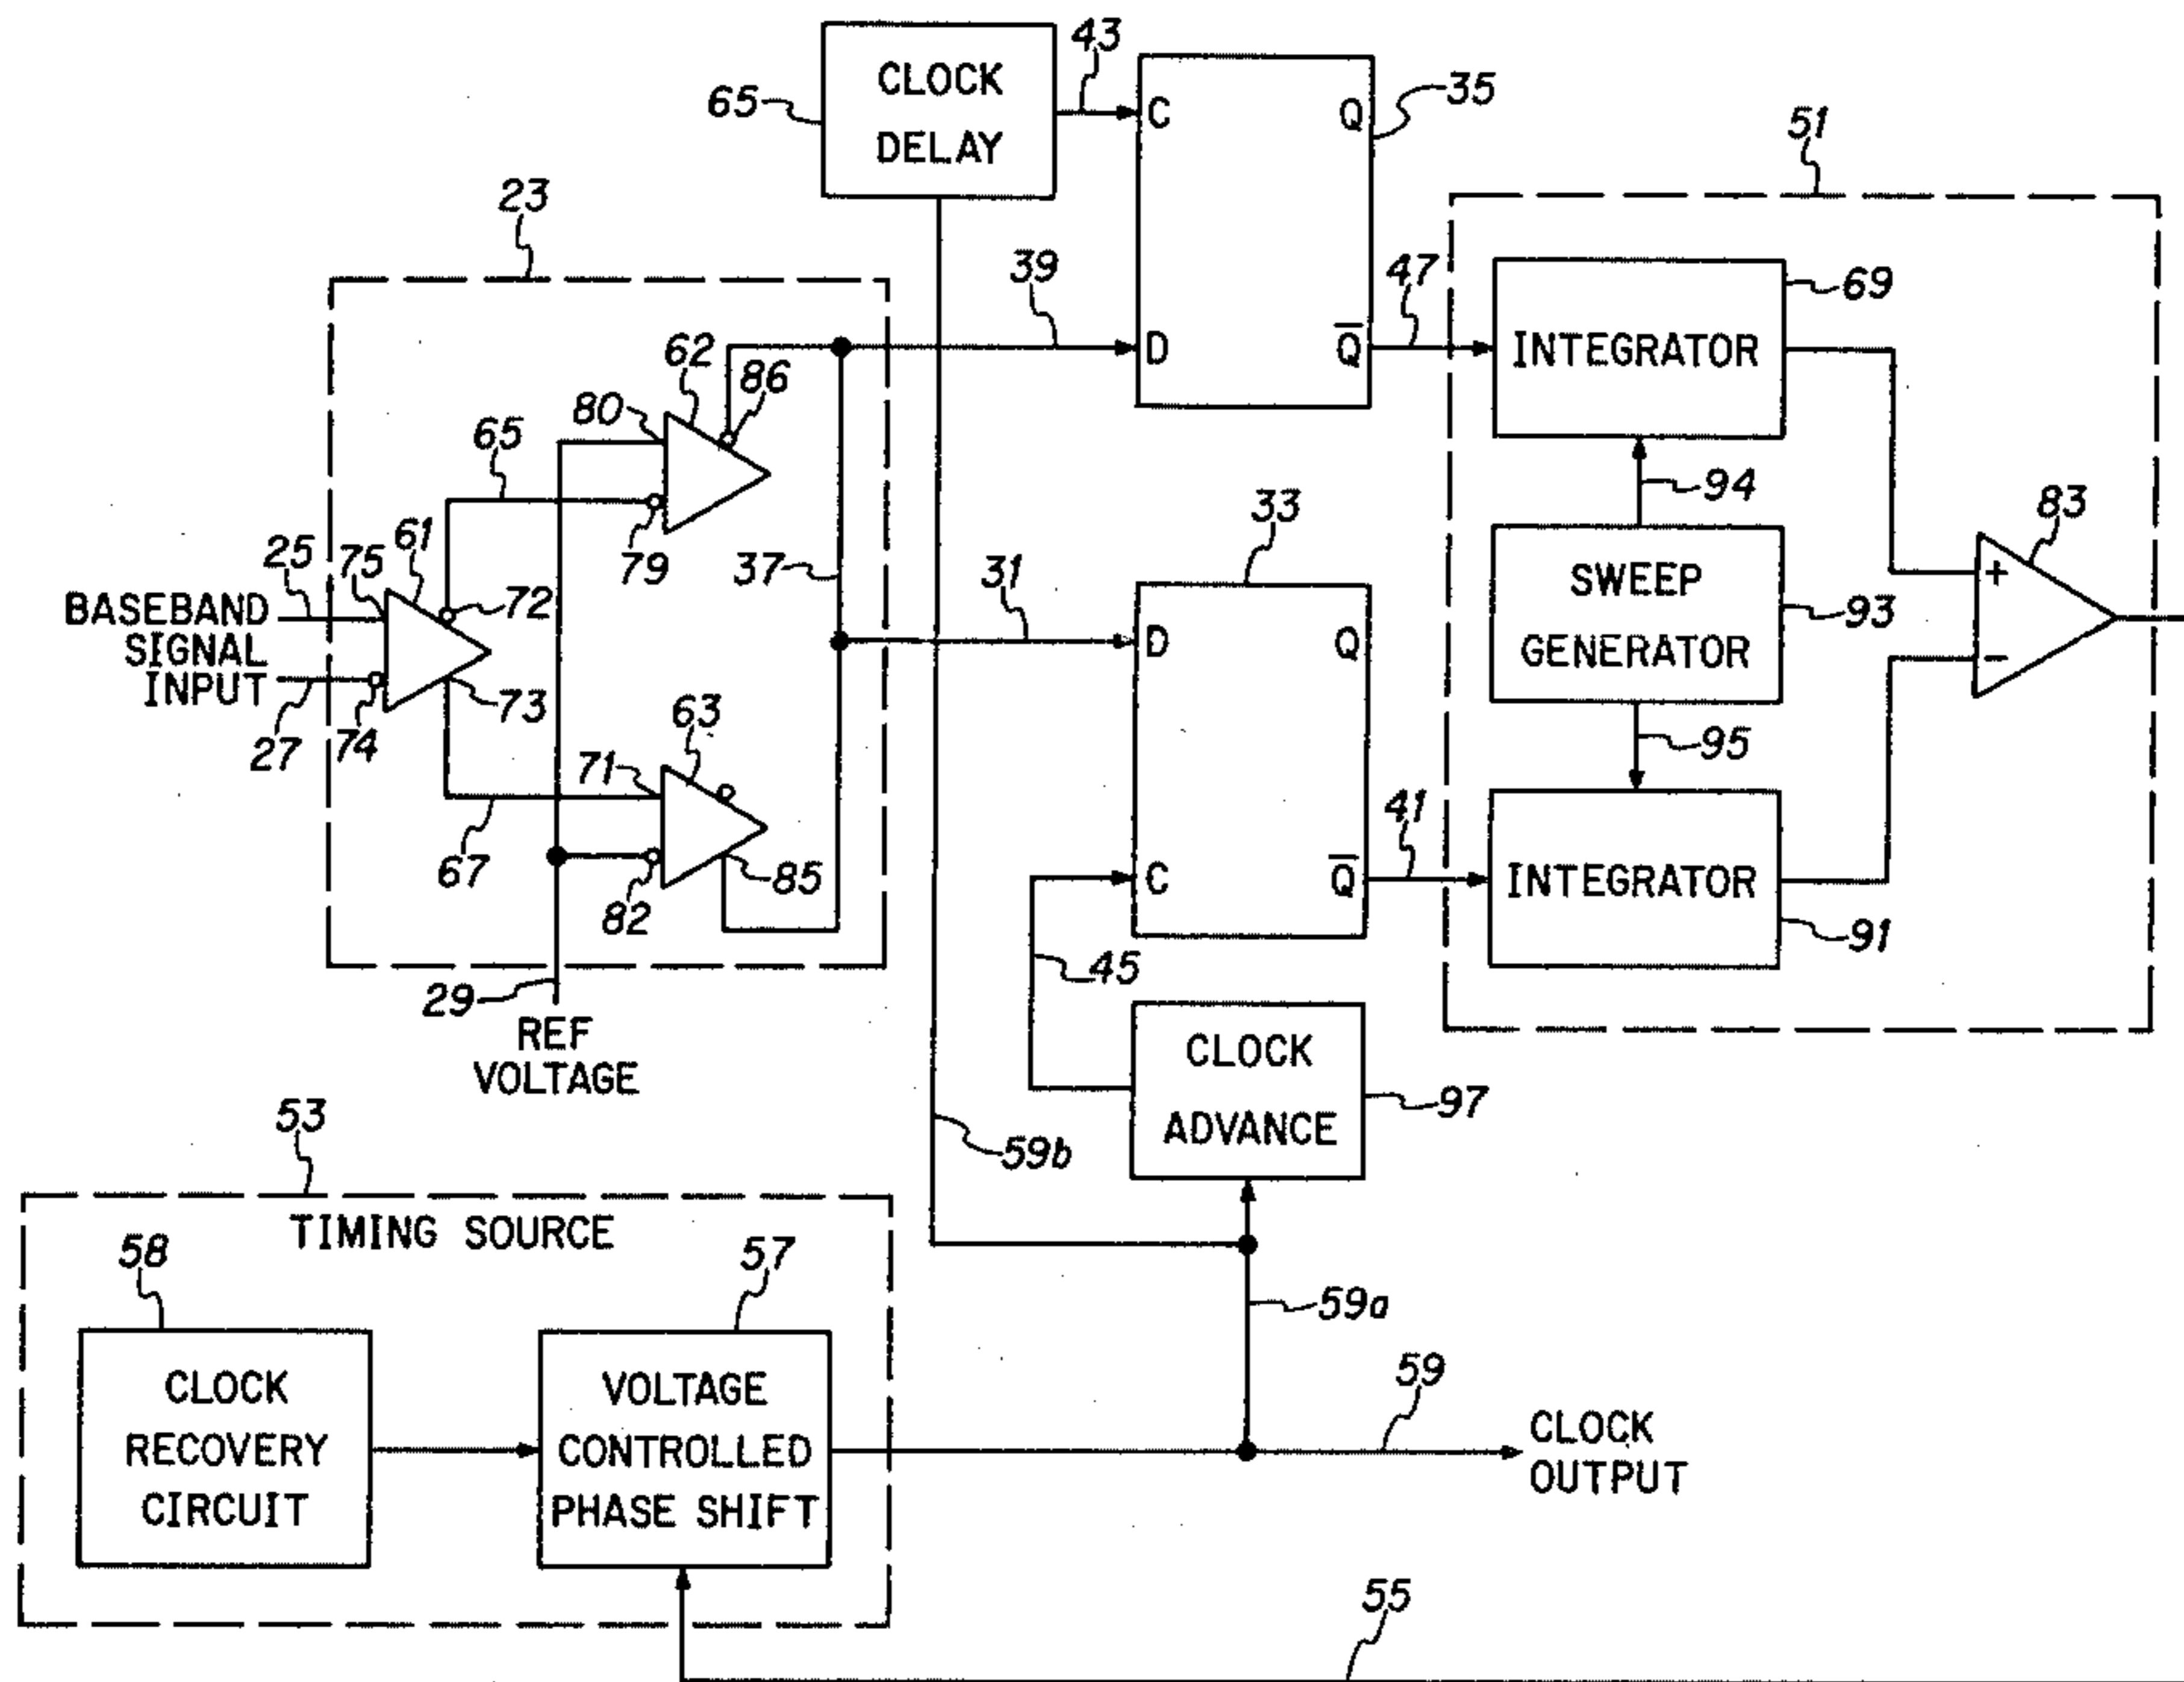 43
CLOCK
DELAY
65
C
Q
35
51
23
39
47
69
D
Q̅
INTEGRATOR
62
86
80
65
94
33
83
61
79
37
31
25
75
72
BASEBAND
SIGNAL
INPUT
SWEEP
GENERATOR
93
+
−
D
Q
73
63
27
74
71
95
41
67
85
C
Q̅
INTEGRATOR
82
91
29
45
REF
VOLTAGE
CLOCK
ADVANCE
97
53
59b
TIMING SOURCE
58
57
59a
CLOCK
RECOVERY
CIRCUIT
VOLTAGE
CONTROLLED
PHASE SHIFT
59
CLOCK
OUTPUT
55